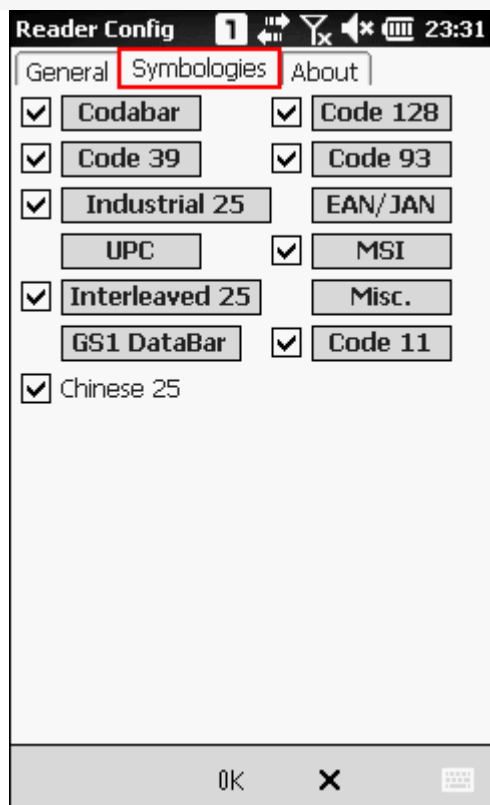 Reader Config 1 23:31
General Symbologies About
Codabar Code 128
Code 39 Code 93
Industrial 25 EAN/JAN
UPC MSI
Interleaved 25 Misc.
GS1 DataBar Code 11
Chinese 25
OK